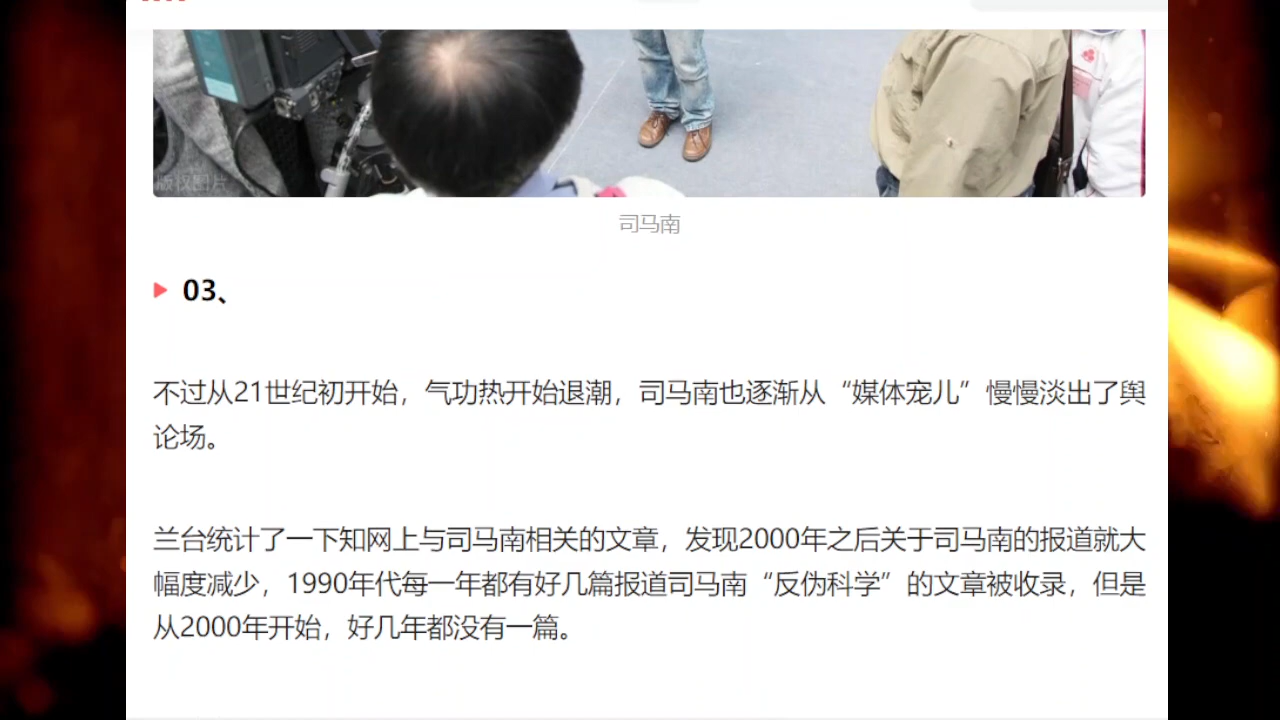 版权图片
司马南
03、
不过从21世纪初开始，气功热开始退潮，司马南也逐渐从“媒体宠儿”慢慢淡出了舆
论场。
兰台统计了一下知网上与司马南相关的文章，发现2000年之后关于司马南的报道就大
幅度减少，1990年代每一年都有好几篇报道司马南“反伪科学”的文章被收录，但是
从2000年开始，好几年都没有一篇。